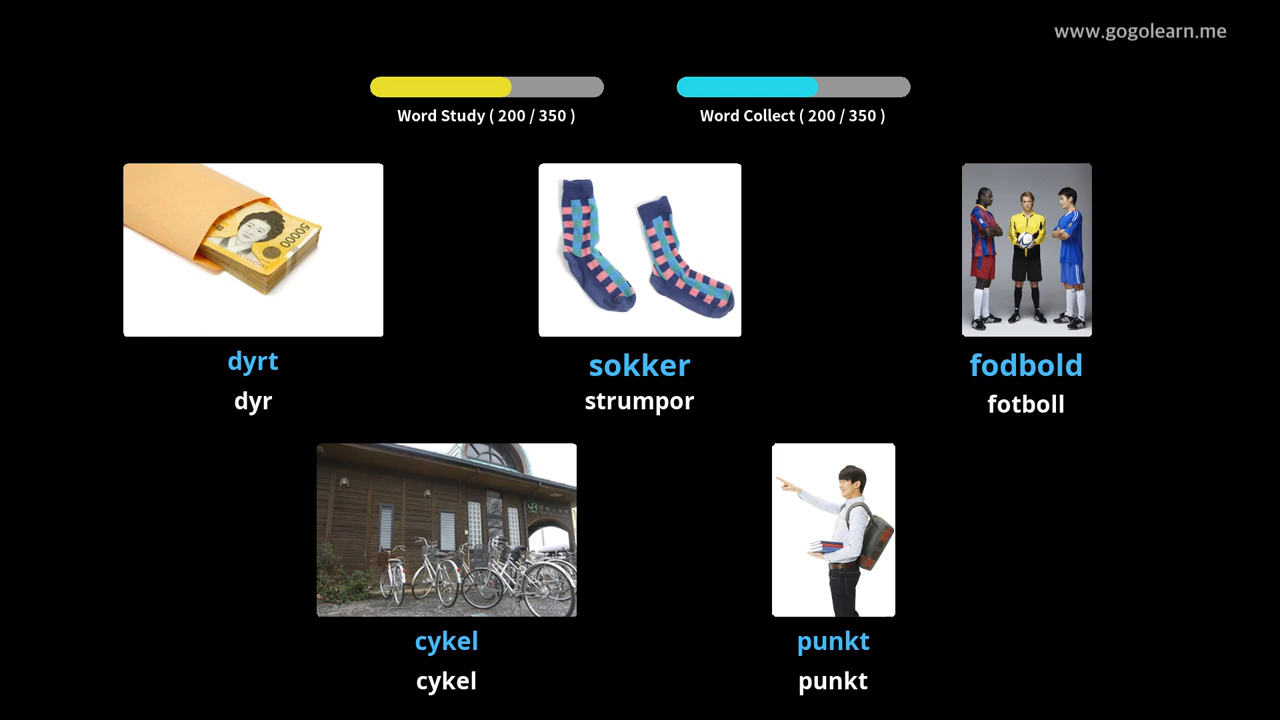 www.gogolearn.me
Word Study ( 200 / 350 )
Word Collect ( 200 / 350 )
50000
dyrt
dyr
sokker
strumpor
fodbold
fotboll
cykel
cykel
punkt
punkt